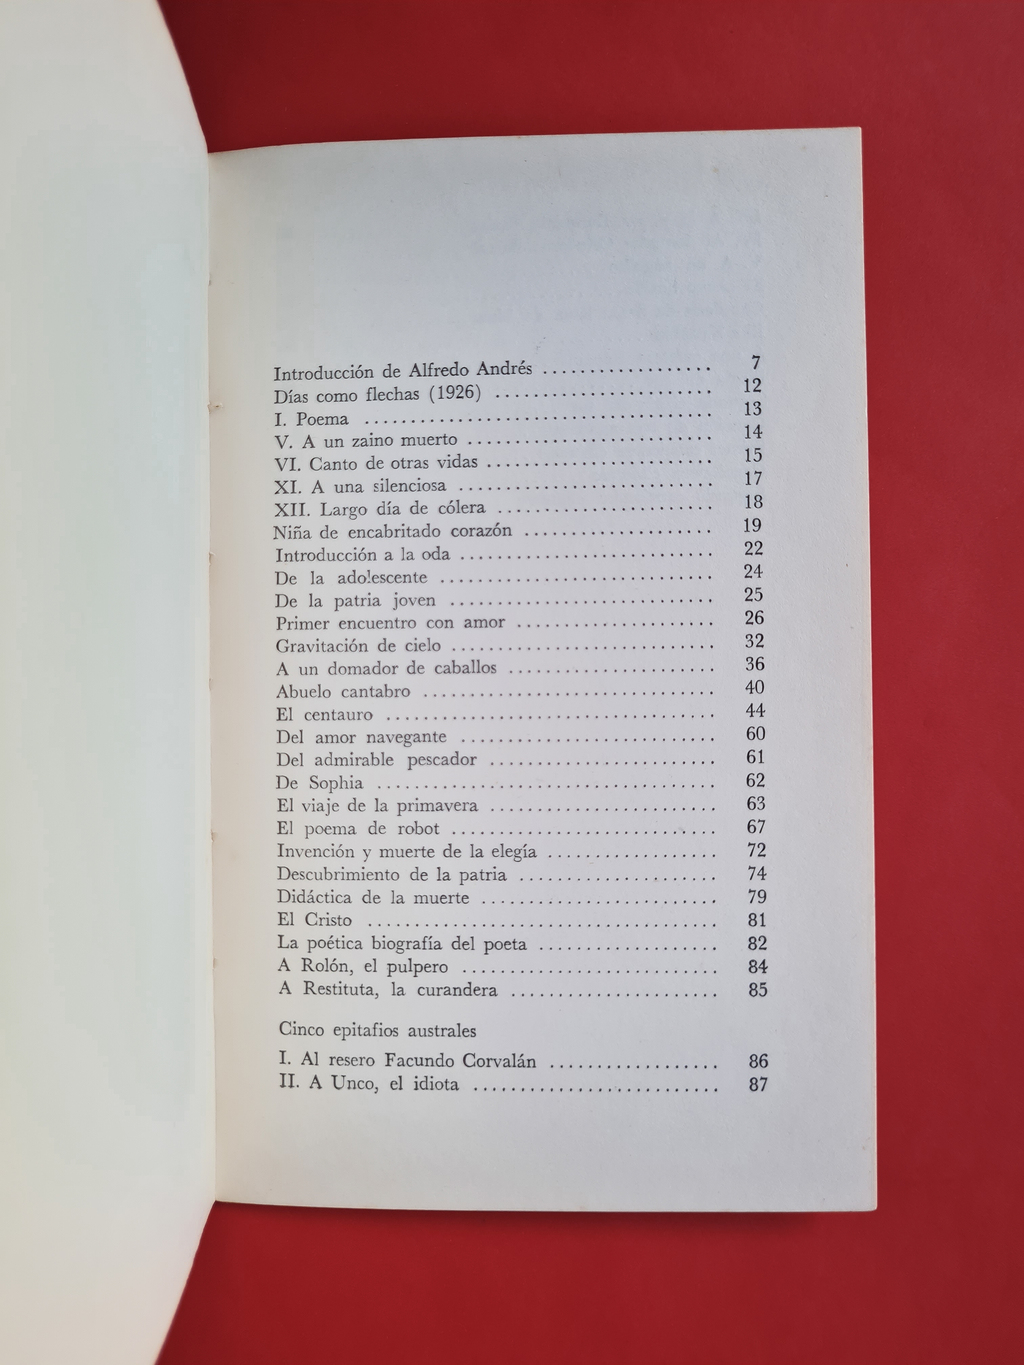 Introducción de Alfredo Andrés .................. 7
Días como flechas (1926) ....................... 12
I. Poema ..................................... 13
V. A un zaino muerto .......................... 14
VI. Canto de otras vidas ........................ 15
XI. A una silenciosa ........................... 17
XII. Largo día de cólera ....................... 18
Niña de encabritado corazón .................... 19
Introducción a la oda ........................... 22
De la adolescente ............................. 24
De la patria joven ............................ 25
Primer encuentro con amor ..................... 26
Gravitación de cielo ............................ 32
A un domador de caballos ...................... 36
Abuelo cantabro ............................... 40
El centauro ................................... 44
Del amor navegante ........................... 60
Del admirable pescador ........................ 61
De Sophia .................................... 62
El viaje de la primavera ........................ 63
El poema de robot ............................ 67
Invención y muerte de la elegía .................. 72
Descubrimiento de la patria ..................... 74
Didáctica de la muerte ......................... 79
El Cristo .................................... 81
La poética biografía del poeta ................... 82
A Rolón, el pulpero ........................... 84
A Restituta, la curandera ...................... 85
Cinco epitafios australes
I. Al resero Facundo Corvalán .................. 86
II. A Unco, el idiota .......................... 87